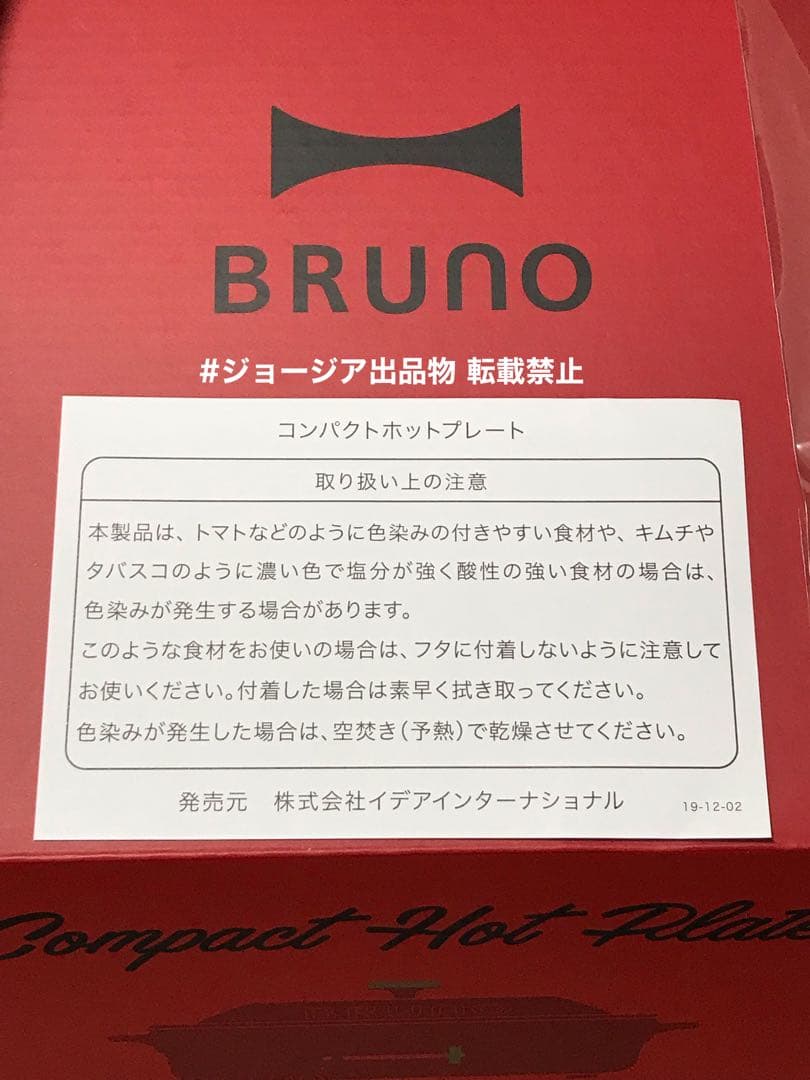 BRUNO
#ジョージア出品物 転載禁止
コンパクトホットプレート
取り扱い上の注意
本製品は、トマトなどのように色染みの付きやすい食材や、キムチや
タバスコのように濃い色で塩分が強く酸性の強い食材の場合は、
色染みが発生する場合があります。
このような食材をお使いの場合は、フタに付着しないように注意して
お使いください。付着した場合は素早く拭き取ってください。
色染みが発生した場合は、空焚き(予熱)で乾燥させてください。
発売元 株式会社イデアインターナショナル
19-12-02
Compact Hot Plate